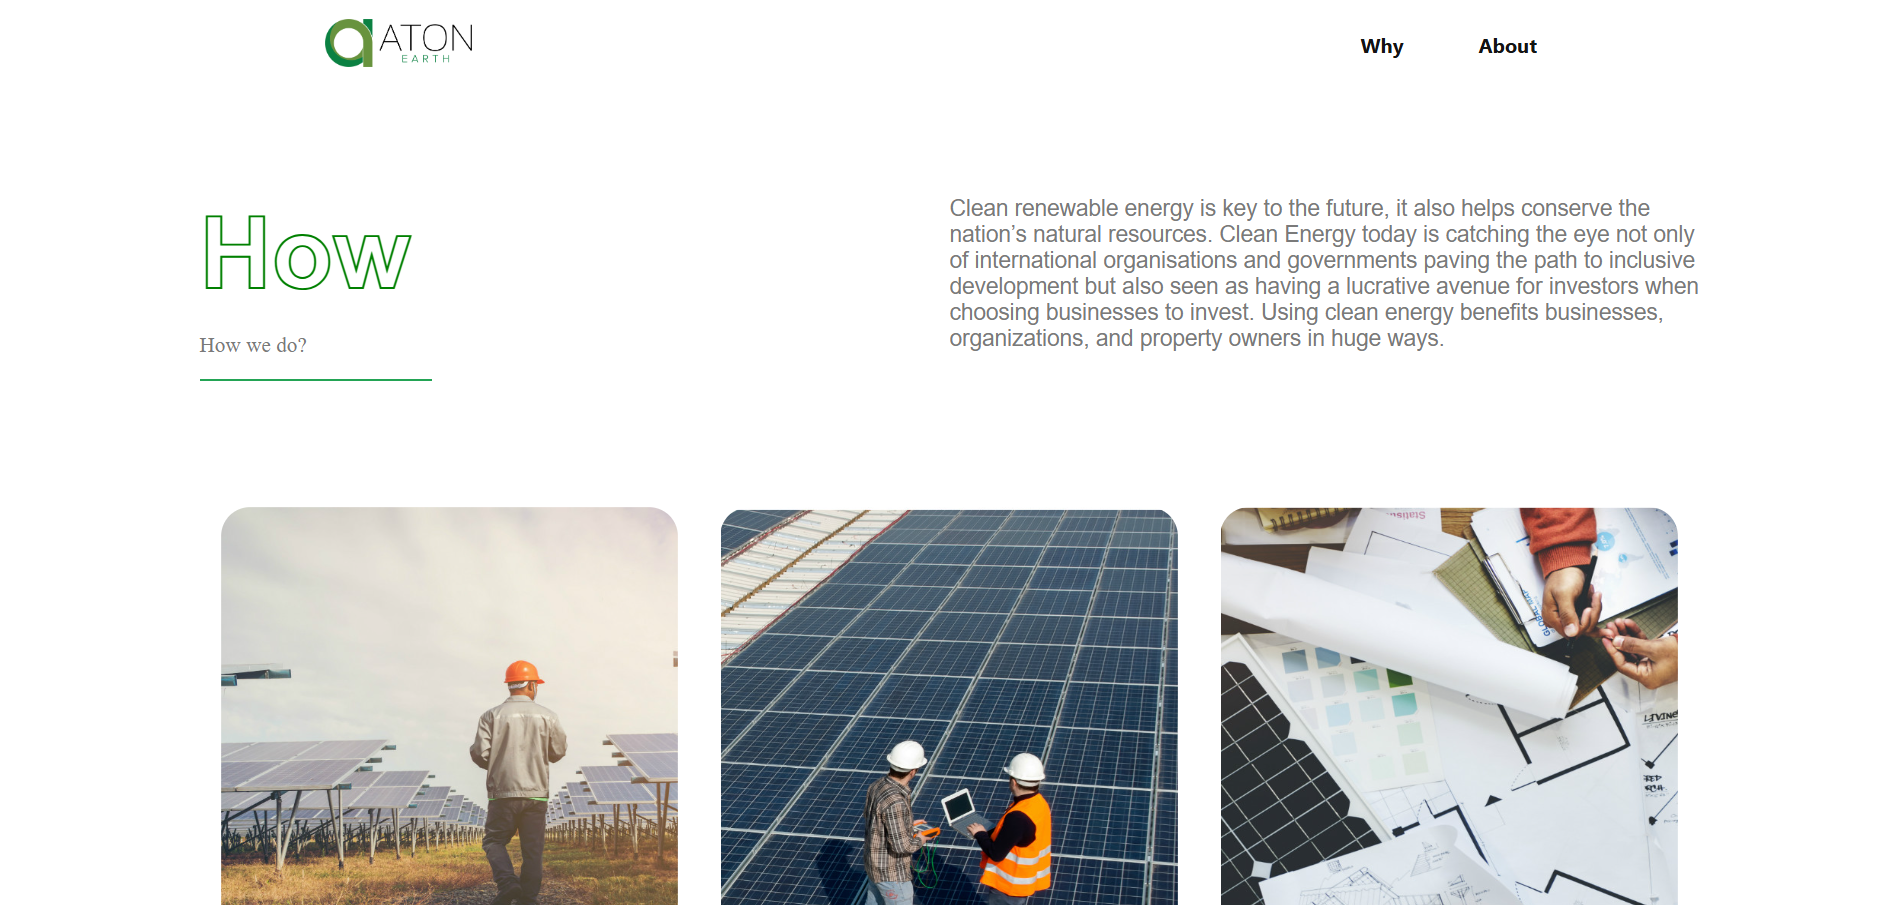 ATON
EARTH
Why
About
How
How we do?
Clean renewable energy is key to the future, it also helps conserve the
nation’s natural resources. Clean Energy today is catching the eye not only
of international organisations and governments paving the path to inclusive
development but also seen as having a lucrative avenue for investors when
choosing businesses to invest. Using clean energy benefits businesses,
organizations, and property owners in huge ways.
Statis
GLOBAL
LIVING